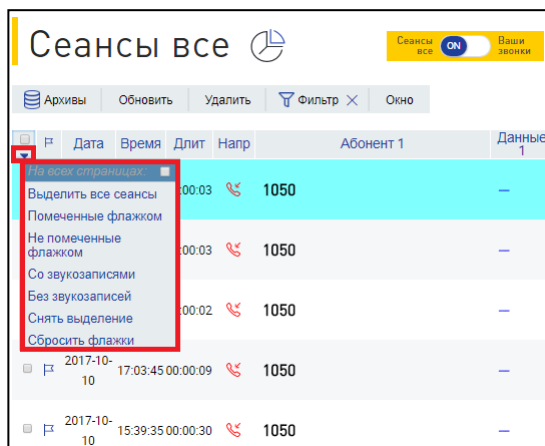 Сеансы все
Сеансы все ON Ваши звонки
Архивы Обновить Удалить Фильтр Окно
Дата Время Длит Напр Абонент 1 Данные 1
На всех страницах:
Выделить все сеансы
Помеченные флажком
Не помеченные
флажком
Со звукозаписями
Без звукозаписей
Снять выделение
Сбросить флажки
:00:03 1050 –
:00:03 1050 –
:00:02 1050 –
2017-10-10 17:03:45 00:00:09 1050 –
2017-10-10 15:39:35 00:00:30 1050 –